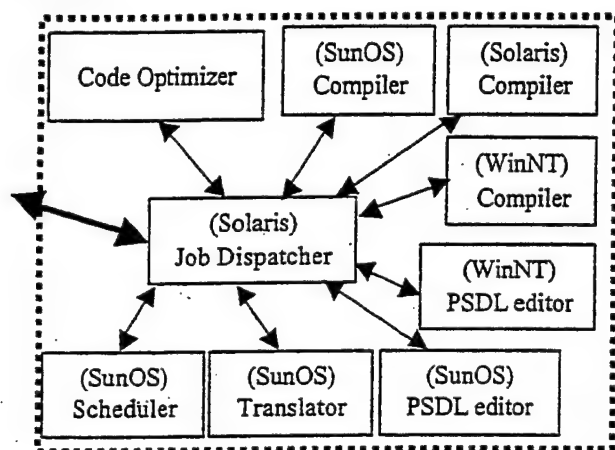 Code Optimizer
(SunOS)
Compiler
(Solaris)
Compiler
(WinNT)
Compiler
(Solaris)
Job Dispatcher
(WinNT)
PSDL editor
(SunOS)
Scheduler
(SunOS)
Translator
(SunOS)
PSDL editor